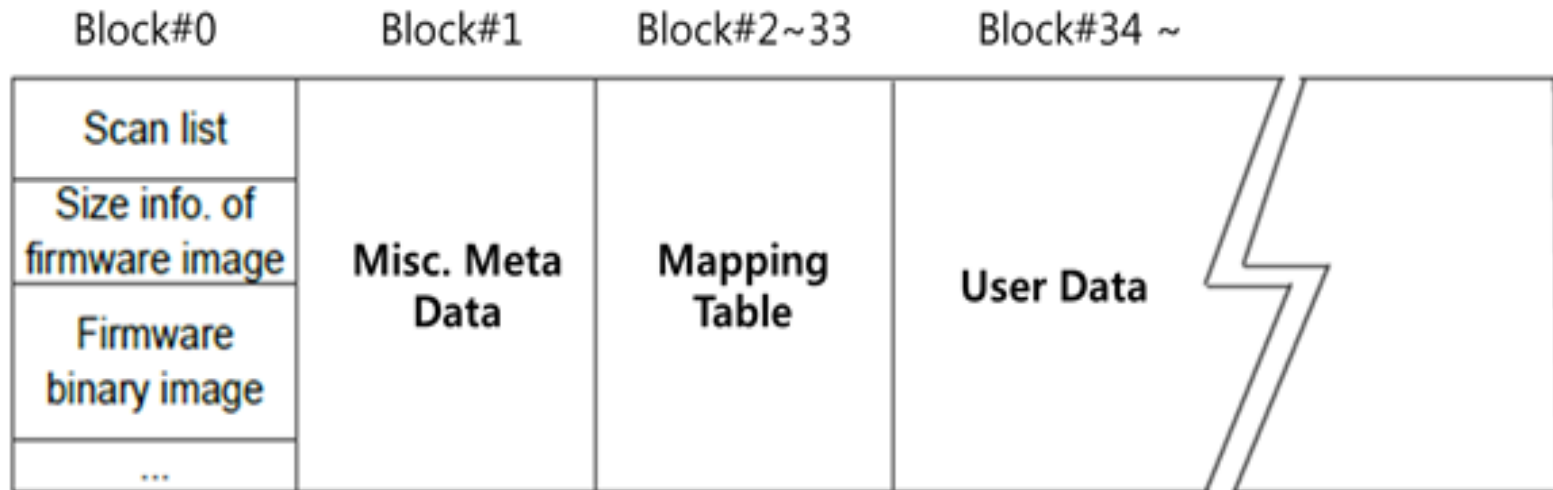 Block#0 Block#1 Block#2~33 Block#34 ~
Scan list
Size info. of
firmware image
Firmware
binary image
...
Misc. Meta
Data
Mapping
Table
User Data